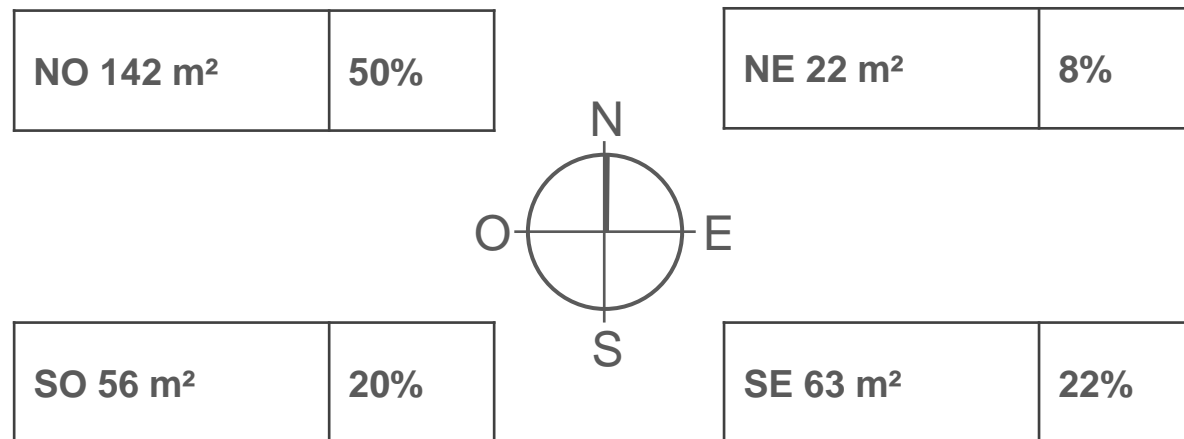 NO 142 m² 50%
NE 22 m² 8%
N
O
E
S
SO 56 m² 20%
SE 63 m² 22%